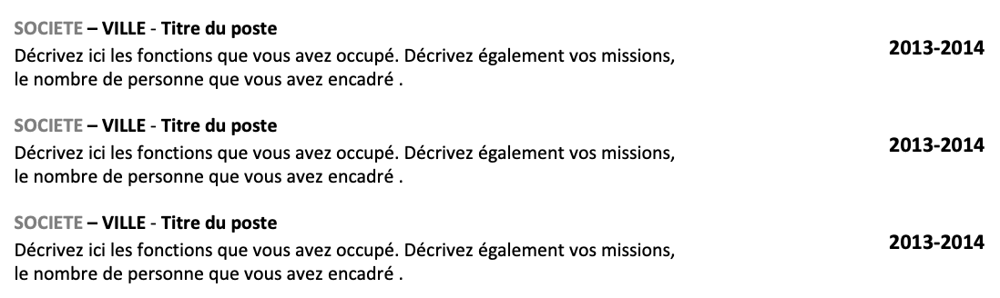 SOCIETE – VILLE - Titre du poste
Décrivez ici les fonctions que vous avez occupé. Décrivez également vos missions,
le nombre de personne que vous avez encadré .
2013-2014
SOCIETE – VILLE - Titre du poste
Décrivez ici les fonctions que vous avez occupé. Décrivez également vos missions,
le nombre de personne que vous avez encadré .
2013-2014
SOCIETE – VILLE - Titre du poste
Décrivez ici les fonctions que vous avez occupé. Décrivez également vos missions,
le nombre de personne que vous avez encadré .
2013-2014